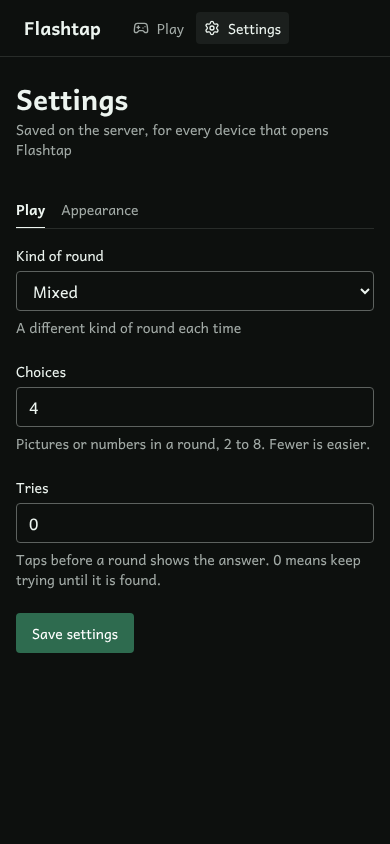 Flashtap
Play
Settings
Settings
Saved on the server, for every device that opens
Flashtap
Play
Appearance
Kind of round
Mixed
A different kind of round each time
Choices
4
Pictures or numbers in a round, 2 to 8. Fewer is easier.
Tries
0
Taps before a round shows the answer. 0 means keep
trying until it is found.
Save settings